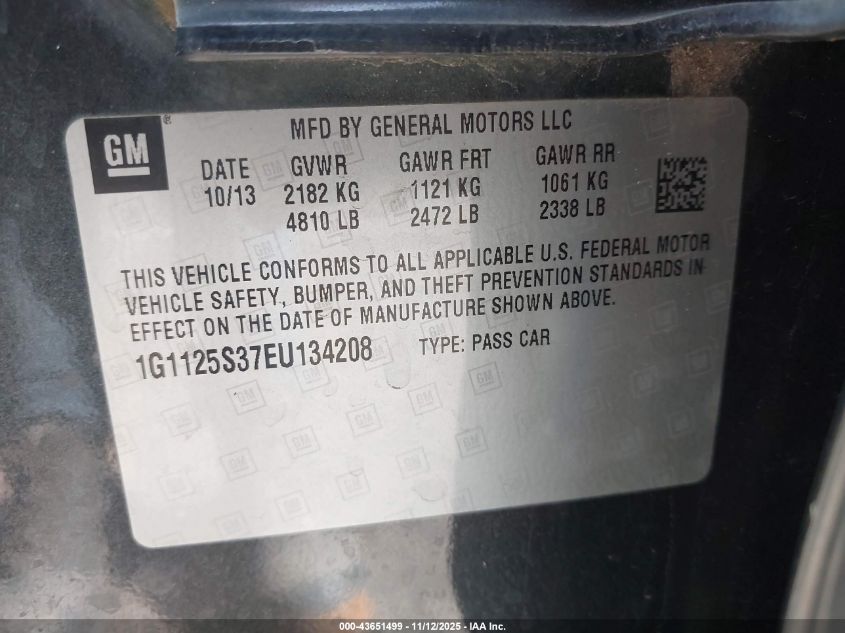 GM
MFD BY GENERAL MOTORS LLC
DATE GVWR GAWR FRT GAWR RR
10/13 2182 KG 1121 KG 1061 KG
4810 LB 2472 LB 2338 LB
THIS VEHICLE CONFORMS TO ALL APPLICABLE U.S. FEDERAL MOTOR
VEHICLE SAFETY, BUMPER, AND THEFT PREVENTION STANDARDS IN
EFFECT ON THE DATE OF MANUFACTURE SHOWN ABOVE.
1G1125S37EU134208 TYPE: PASS CAR
000-43651499 - 11/12/2025 - IAA Inc.